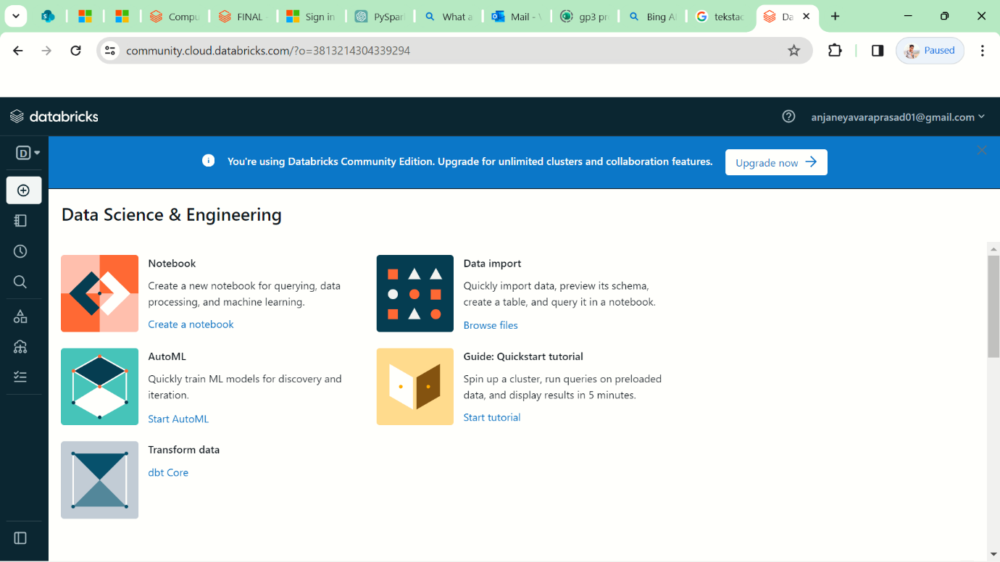 Compu
FINAL
Sign in
PySpar
What a
Mail - V
gp3 pr
Bing AI
tekstac
Da
community.cloud.databricks.com/?o=3813214304339294
Paused
databricks
anjaneyavaraprasad01@gmail.com
D
You're using Databricks Community Edition. Upgrade for unlimited clusters and collaboration features.
Upgrade now
Data Science & Engineering
Notebook
Create a new notebook for querying, data
processing, and machine learning.
Create a notebook
Data import
Quickly import data, preview its schema,
create a table, and query it in a notebook.
Browse files
AutoML
Quickly train ML models for discovery and
iteration.
Start AutoML
Guide: Quickstart tutorial
Spin up a cluster, run queries on preloaded
data, and display results in 5 minutes.
Start tutorial
Transform data
dbt Core